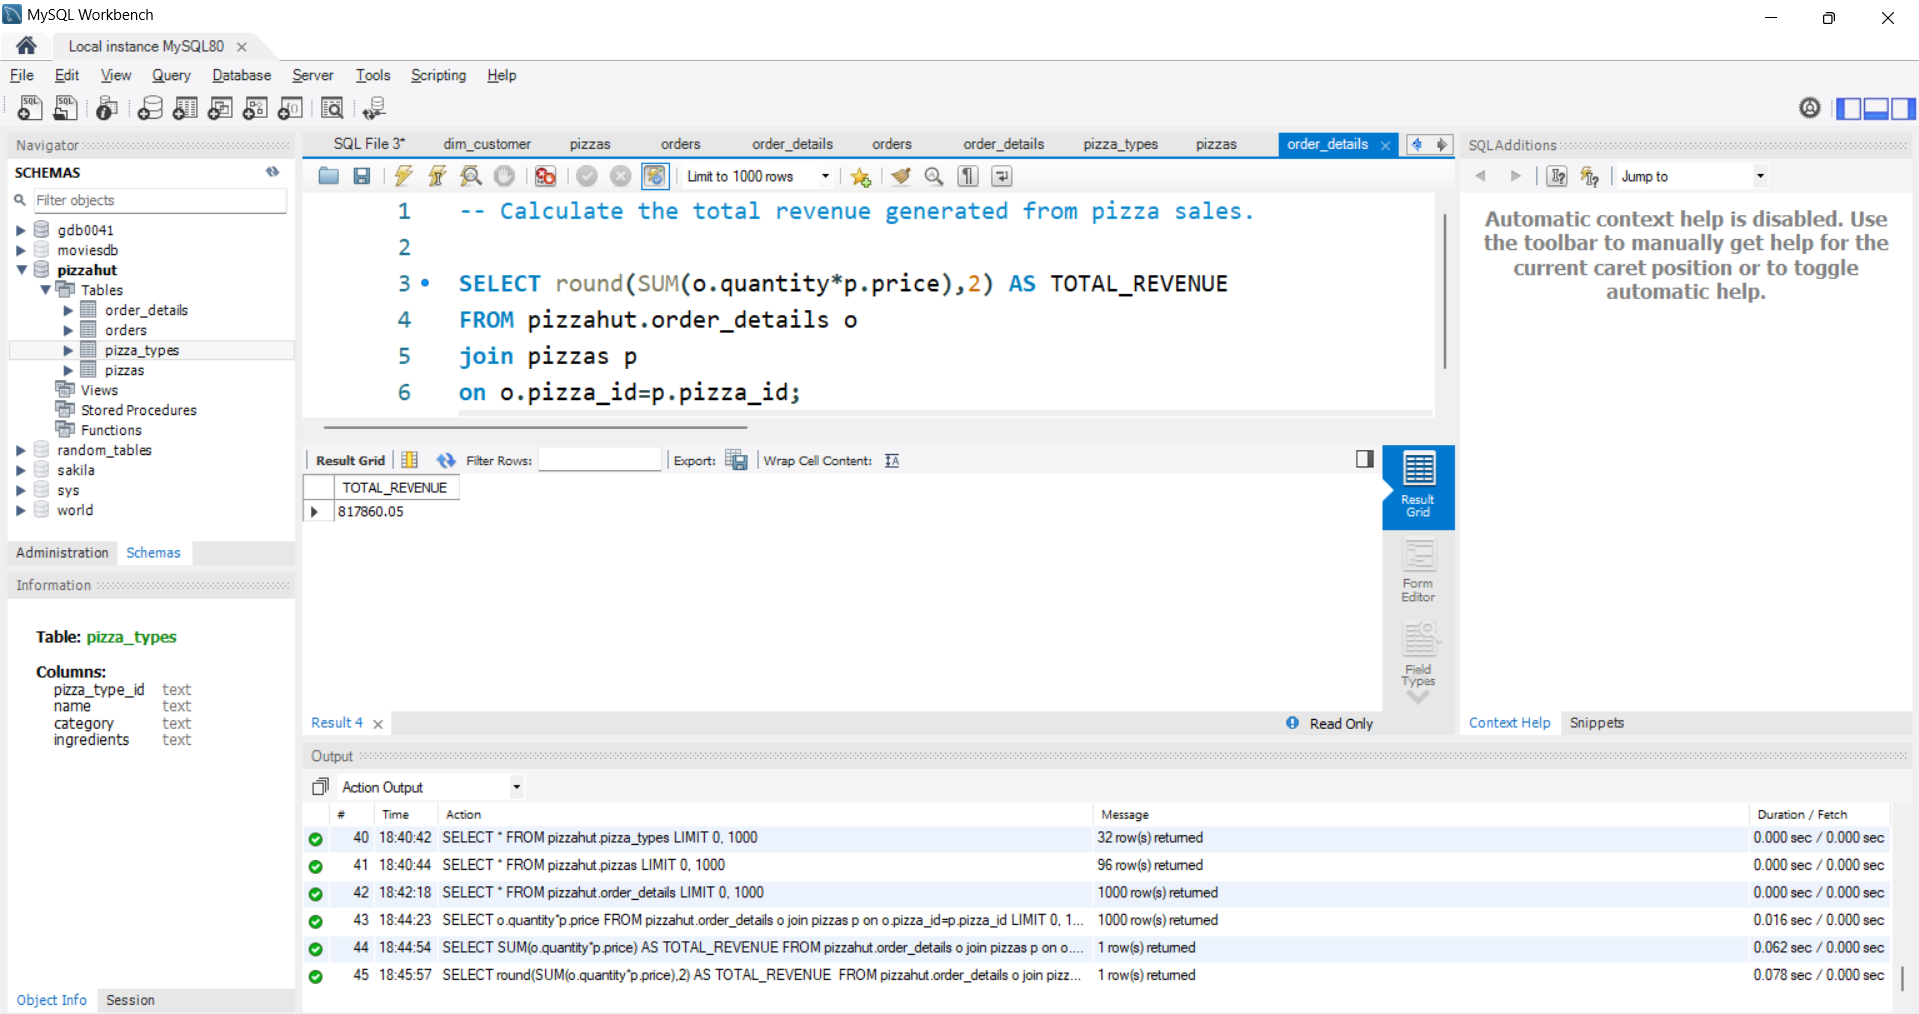 MySQL Workbench
Local instance MySQL80
File Edit View Query Database Server Tools Scripting Help
Navigator
SCHEMAS
Filter objects
gdb0041
moviesdb
pizzahut
Tables
order_details
orders
pizza_types
pizzas
Views
Stored Procedures
Functions
random_tables
sakila
sys
world
Administration Schemas
Information
Table: pizza_types
Columns:
pizza_type_id text
name text
category text
ingredients text
Object Info Session
SQL File 3* dim_customer pizzas orders order_details orders order_details pizza_types pizzas order_details
Limit to 1000 rows
1 -- Calculate the total revenue generated from pizza sales.
2
3 SELECT round(SUM(o.quantity*p.price),2) AS TOTAL_REVENUE
4 FROM pizzahut.order_details o
5 join pizzas p
6 on o.pizza_id=p.pizza_id;
Result Grid Filter Rows: Export: Wrap Cell Content:
TOTAL_REVENUE
817860.05
Result Grid
Form Editor
Field Types
Result 4 Read Only
SQLAdditions
Jump to
Automatic context help is disabled. Use
the toolbar to manually get help for the
current caret position or to toggle
automatic help.
Context Help Snippets
Output
Action Output
# Time Action Message Duration / Fetch
40 18:40:42 SELECT * FROM pizzahut.pizza_types LIMIT 0, 1000 32 row(s) returned 0.000 sec / 0.000 sec
41 18:40:44 SELECT * FROM pizzahut.pizzas LIMIT 0, 1000 96 row(s) returned 0.000 sec / 0.000 sec
42 18:42:18 SELECT * FROM pizzahut.order_details LIMIT 0, 1000 1000 row(s) returned 0.000 sec / 0.000 sec
43 18:44:23 SELECT o.quantity*p.price FROM pizzahut.order_details o join pizzas p on o.pizza_id=p.pizza_id LIMIT 0, 1... 1000 row(s) returned 0.016 sec / 0.000 sec
44 18:44:54 SELECT SUM(o.quantity*p.price) AS TOTAL_REVENUE FROM pizzahut.order_details o join pizzas p on o.... 1 row(s) returned 0.062 sec / 0.000 sec
45 18:45:57 SELECT round(SUM(o.quantity*p.price),2) AS TOTAL_REVENUE FROM pizzahut.order_details o join pizz... 1 row(s) returned 0.078 sec / 0.000 sec